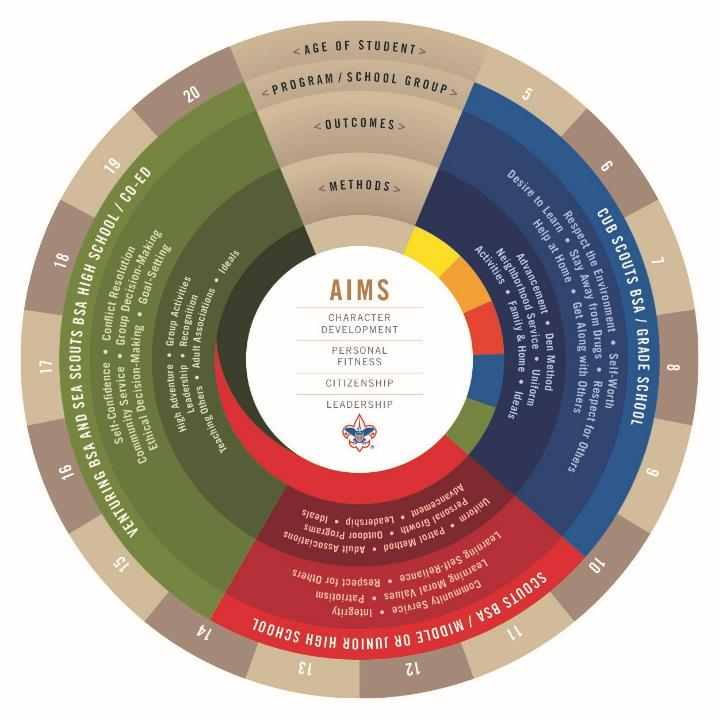 <AGE OF STUDENT>
<PROGRAM/SCHOOL GROUP>
<OUTCOMES>
<METHODS>
AIMS
CHARACTER
DEVELOPMENT
PERSONAL
FITNESS
CITIZENSHIP
LEADERSHIP
5
6
7
8
9
10
11
12
13
14
15
16
17
18
19
20
CUB SCOUTS BSA / GRADE SCHOOL
Respect the Environment • Self-Worth
Desire to Learn • Stay Away from Drugs • Respect for Others
Help at Home • Get Along with Others
Advancement • Den Method
Neighborhood Service • Uniform
Activities • Family & Home • Ideals
SCOUTS BSA / MIDDLE OR JUNIOR HIGH SCHOOL
Community Service • Integrity
Learning Moral Values • Patriotism
Learning Self-Reliance • Respect for Others
Uniform • Patrol Method • Adult Associations
Personal Growth • Outdoor Programs
Advancement • Leadership • Ideals
VENTURING BSA AND SEA SCOUTS BSA HIGH SCHOOL / CO-ED
Self-Confidence • Conflict Resolution
Community Service • Group Decision-Making
Ethical Decision-Making • Goal-Setting
High Adventure • Group Activities
Leadership • Recognition
Teaching Others • Adult Associations • Ideals